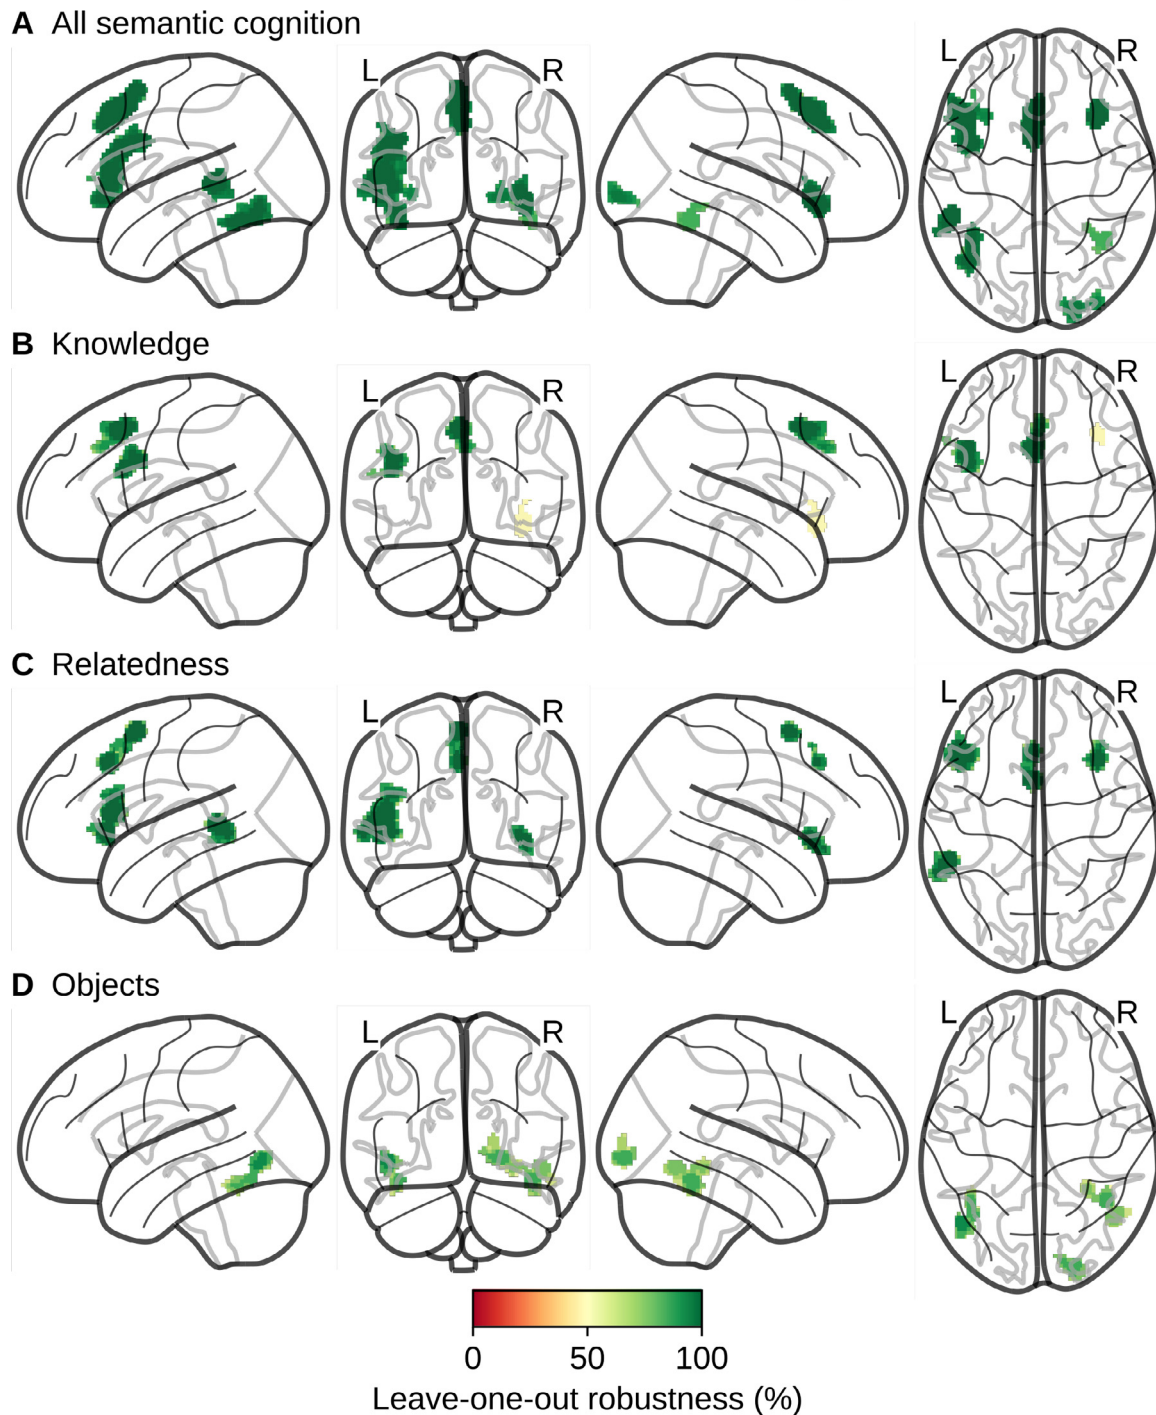 A All semantic cognition
L R L R
B Knowledge
L R L R
C Relatedness
L R L R
D Objects
L R L R
0 50 100
Leave-one-out robustness (%)